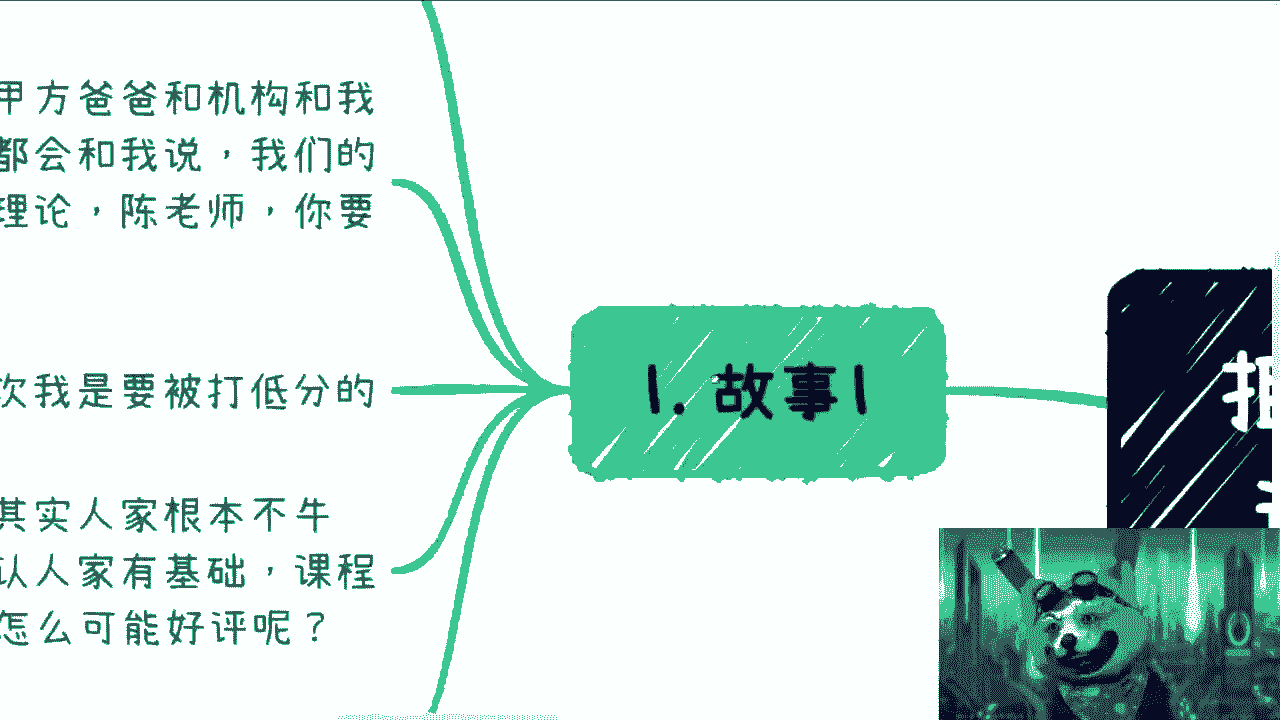 甲方爸爸和机构和我
都会和我说，我们的
理论，陈老师，你要
次我是要被打低分的
其实人家根本不牛
认人家有基础，课程
怎么可能好评呢？
1. 故事1